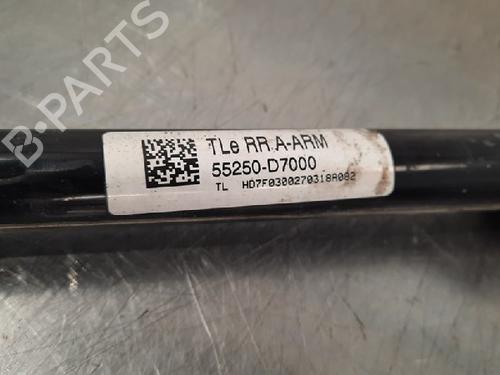 B-PARTS
TLe RR.A-ARM
55250-D7000
TL HD7F0300270318A082